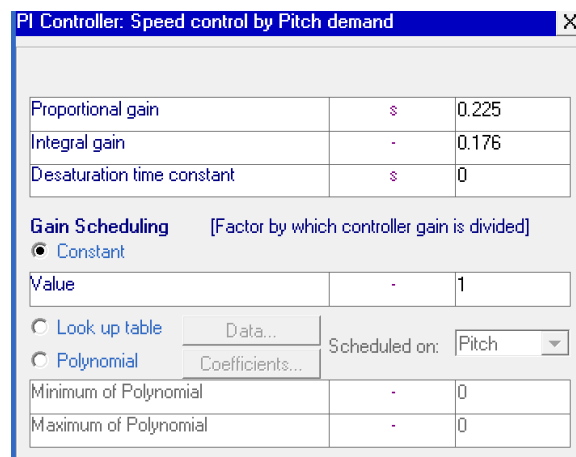 PI Controller: Speed control by Pitch demand X
Proportional gain s 0.225
Integral gain - 0.176
Desaturation time constant s 0
Gain Scheduling [Factor by which controller gain is divided]
Constant
Value - 1
Look up table Data... Scheduled on: Pitch
Polynomial Coefficients...
Minimum of Polynomial - 0
Maximum of Polynomial - 0